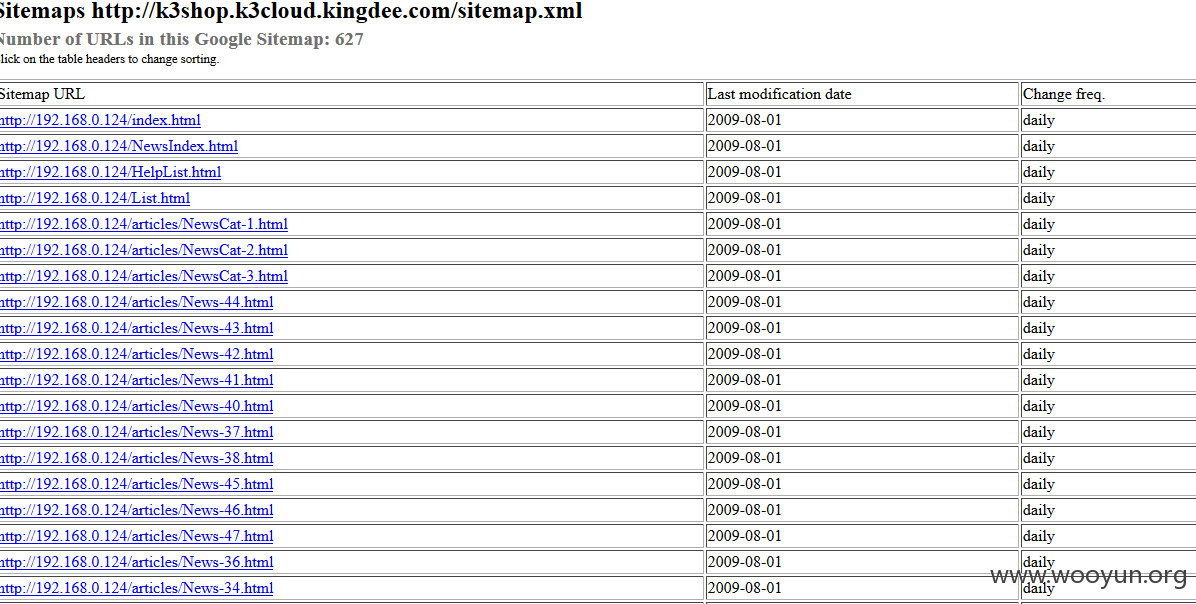 Sitemaps http://k3shop.k3cloud.kingdee.com/sitemap.xml
Number of URLs in this Google Sitemap: 627
lick on the table headers to change sorting.
Sitemap URL Last modification date Change freq.
http://192.168.0.124/index.html 2009-08-01 daily
http://192.168.0.124/NewsIndex.html 2009-08-01 daily
http://192.168.0.124/HelpList.html 2009-08-01 daily
http://192.168.0.124/List.html 2009-08-01 daily
http://192.168.0.124/articles/NewsCat-1.html 2009-08-01 daily
http://192.168.0.124/articles/NewsCat-2.html 2009-08-01 daily
http://192.168.0.124/articles/NewsCat-3.html 2009-08-01 daily
http://192.168.0.124/articles/News-44.html 2009-08-01 daily
http://192.168.0.124/articles/News-43.html 2009-08-01 daily
http://192.168.0.124/articles/News-42.html 2009-08-01 daily
http://192.168.0.124/articles/News-41.html 2009-08-01 daily
http://192.168.0.124/articles/News-40.html 2009-08-01 daily
http://192.168.0.124/articles/News-37.html 2009-08-01 daily
http://192.168.0.124/articles/News-38.html 2009-08-01 daily
http://192.168.0.124/articles/News-45.html 2009-08-01 daily
http://192.168.0.124/articles/News-46.html 2009-08-01 daily
http://192.168.0.124/articles/News-47.html 2009-08-01 daily
http://192.168.0.124/articles/News-36.html 2009-08-01 daily
www.wooyun.org
http://192.168.0.124/articles/News-34.html 2009-08-01 daily